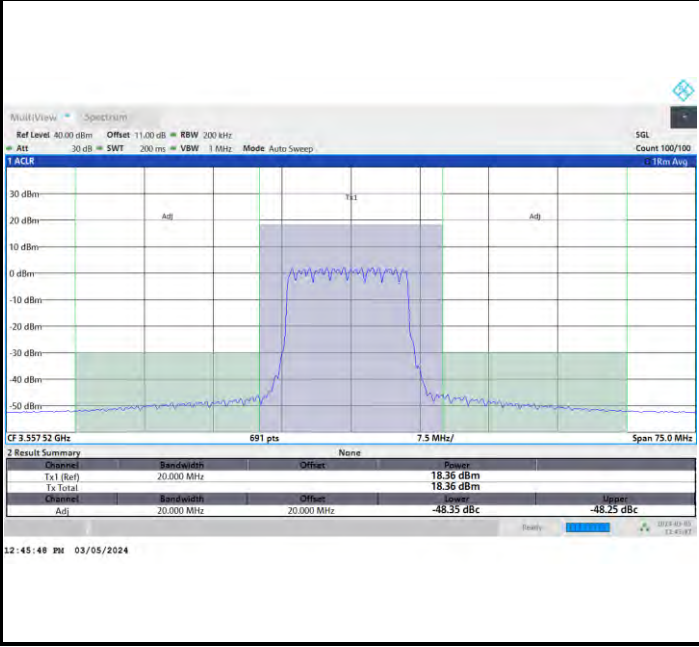 MultiView Spectrum
Ref Level 40.00 dBm Offset 11.00 dB RBW 200 kHz SGL
Att 30 dB SWT 200 ms VBW 1 MHz Mode Auto Sweep Count 100/100
1 ACLR 1Rm Avg
30 dBm
Tx1
20 dBm
Adj Adj
10 dBm
0 dBm
-10 dBm
-20 dBm
-30 dBm
-40 dBm
-50 dBm
CF 3.557 52 GHz 691 pts 7.5 MHz/ Span 75.0 MHz
2 Result Summary None
Channel Bandwidth Offset Power
Tx1 (Ref) 20.000 MHz 18.36 dBm
Tx Total 18.36 dBm
Channel Bandwidth Offset Lower Upper
Adj 20.000 MHz 20.000 MHz -48.35 dBc -48.25 dBc
Ready
12:45:48 PM 03/05/2024